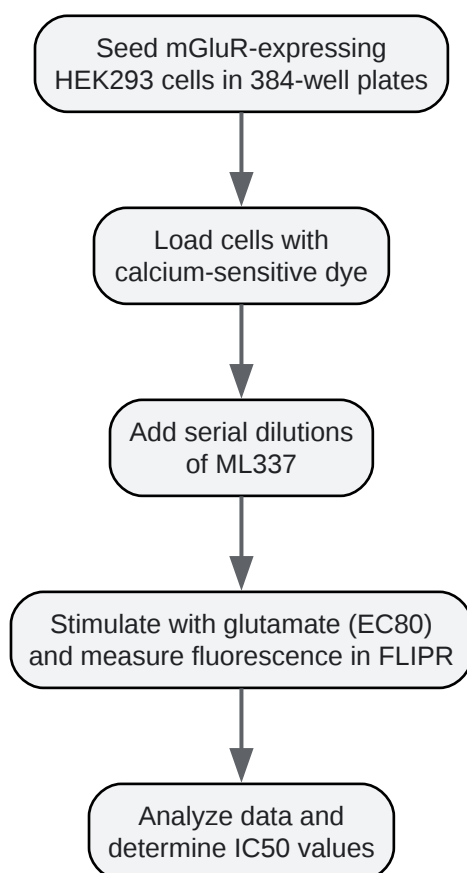 Seed mGluR-expressing
HEK293 cells in 384-well plates
Load cells with
calcium-sensitive dye
Add serial dilutions
of ML337
Stimulate with glutamate (EC80)
and measure fluorescence in FLIPR
Analyze data and
determine IC50 values